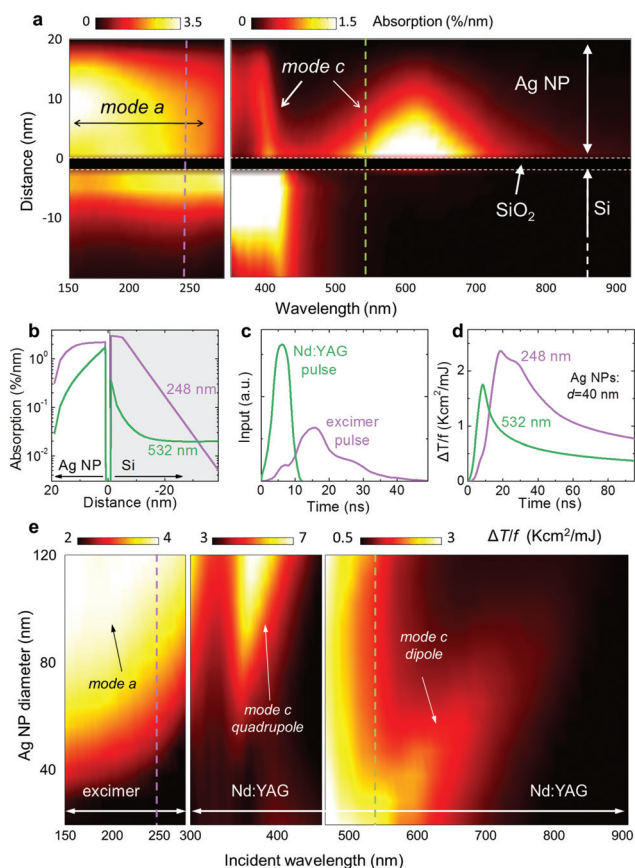 0 3.5 0 1.5 Absorption (%/nm)
a
20
10
0
-10
Distance (nm)
mode a
mode c
Ag NP
SiO2
Si
150 200 250 400 500 600 700 800 900
Wavelength (nm)
b
10^0
10^-1
10^-2
Absorption (%/nm)
248 nm
532 nm
Ag NP
Si
20 0 -20
Distance (nm)
c
Input (a.u.)
Nd:YAG
pulse
excimer
pulse
0 20 40
Time (ns)
d
ΔT/f (Kcm2/mJ)
2
1
0
248 nm
Ag NPs:
d=40 nm
532 nm
0 20 40 60 80
Time (ns)
e
2 4 3 7 0.5 3 ΔT/f (Kcm2/mJ)
120
80
40
Ag NP diameter (nm)
mode a
mode c
quadrupole
mode c
dipole
excimer
Nd:YAG
Nd:YAG
150 200 250 300 400 500 600 700 800 900
Incident wavelength (nm)